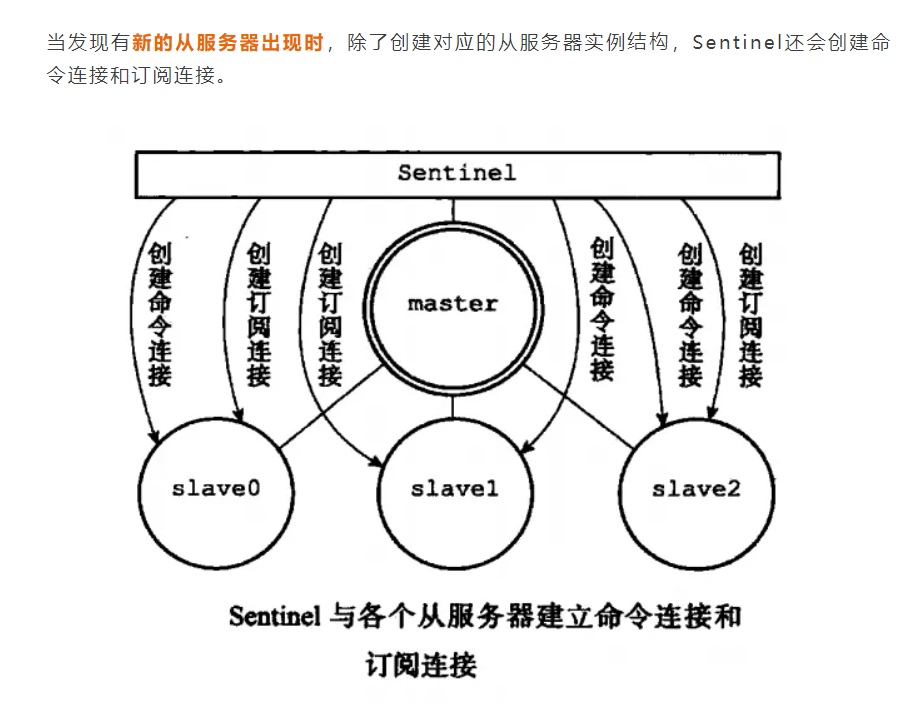 当发现有新的从服务器出现时，除了创建对应的从服务器实例结构，Sentinel还会创建命
令连接和订阅连接。
Sentinel
创建命令连接
创建订阅连接
创建订阅连接
创建命令连接
创建命令连接
创建订阅连接
master
slave0
slave1
slave2
Sentinel 与各个从服务器建立命令连接和
订阅连接